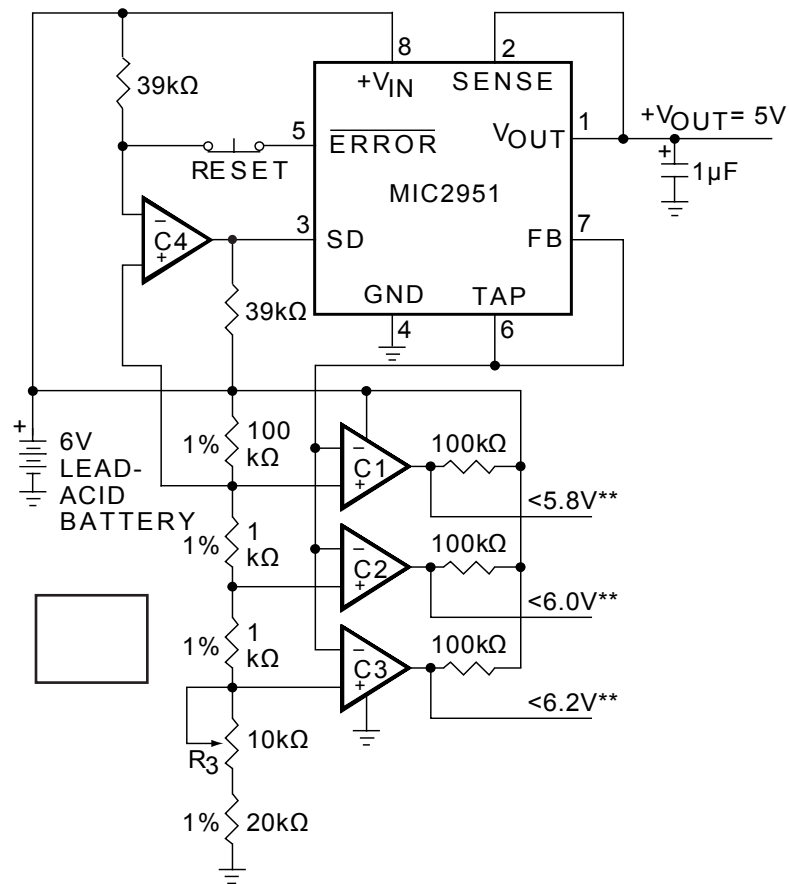 8
2
+VIN
SENSE
39kΩ
5
ERROR
RESET
VOUT
1
+VOUT = 5V
+
1µF
MIC2951
–
C4
+
3
SD
FB
7
39kΩ
GND
TAP
4
6
+
6V
LEAD-
ACID
BATTERY
1%
100
kΩ
–
C1
+
100kΩ
<5.8V**
1%
1
kΩ
–
C2
+
100kΩ
<6.0V**
1%
1
kΩ
–
C3
+
100kΩ
<6.2V**
R3
10kΩ
1%
20kΩ